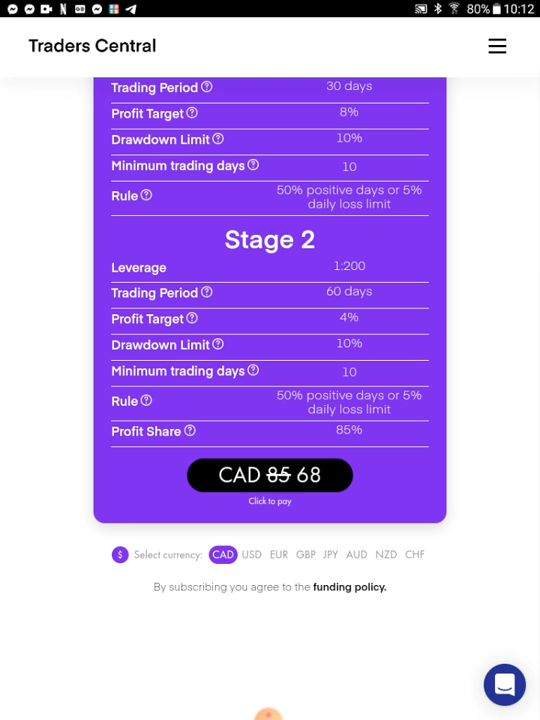 80% 10:12
Traders Central
Trading Period ? 30 days
Profit Target ? 8%
Drawdown Limit ? 10%
Minimum trading days ? 10
Rule ? 50% positive days or 5%
daily loss limit
Stage 2
Leverage 1:200
Trading Period ? 60 days
Profit Target ? 4%
Drawdown Limit ? 10%
Minimum trading days ? 10
Rule ? 50% positive days or 5%
daily loss limit
Profit Share ? 85%
CAD 85 68
Click to pay
$ Select currency: CAD USD EUR GBP JPY AUD NZD CHF
By subscribing you agree to the funding policy.